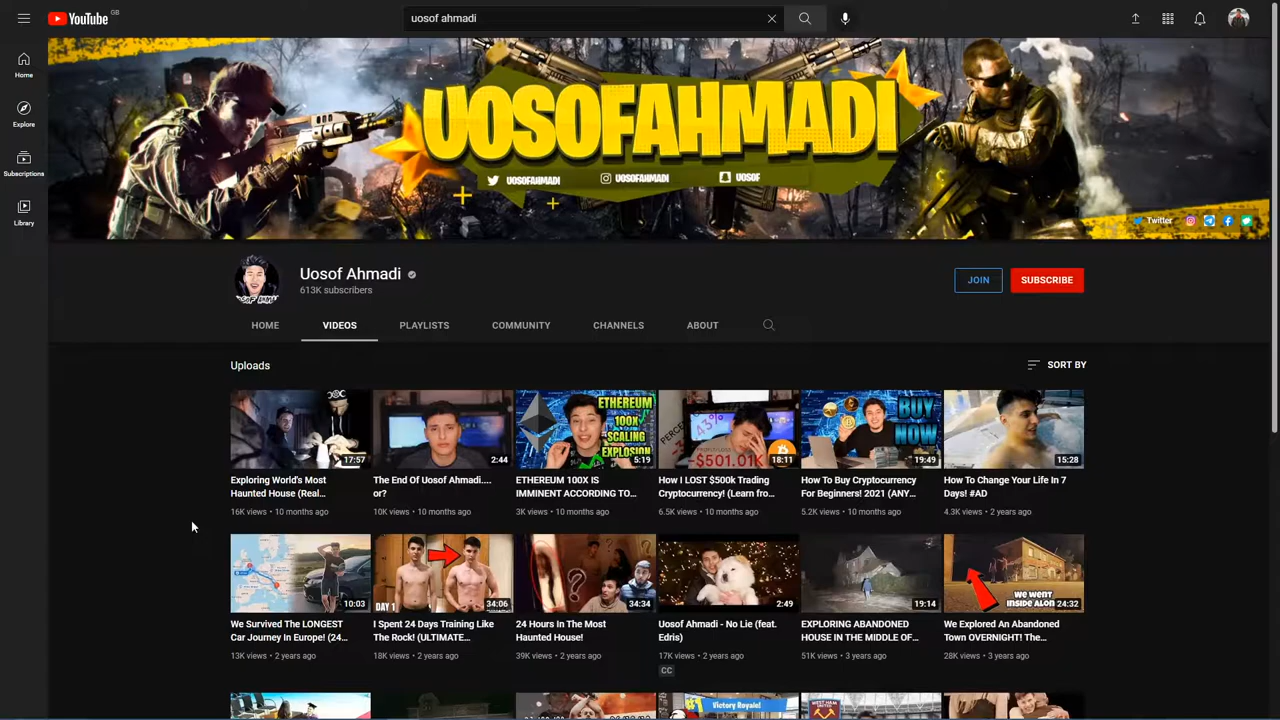 YouTube GB
uosof ahmadi
Home
Explore
Subscriptions
Library
UOSOFAHMADI
UOSOFAHMADI UOSOFAHMADI UOSOF
Twitter
Uosof Ahmadi
613K subscribers
JOIN SUBSCRIBE
HOME VIDEOS PLAYLISTS COMMUNITY CHANNELS ABOUT
Uploads
SORT BY
17:57
Exploring World's Most
Haunted House (Real...
16K views • 10 months ago
2:44
The End Of Uosof Ahmadi....
or?
10K views • 10 months ago
ETHEREUM
100X
SCALING
EXPLOSION
5:19
ETHEREUM 100X IS
IMMINENT ACCORDING TO...
3K views • 10 months ago
-$501.01K
18:11
How I LOST $500k Trading
Cryptocurrency! (Learn fro...
6.5K views • 10 months ago
BUY
NOW
19:49
How To Buy Cryptocurrency
For Beginners! 2021 (ANY...
5.2K views • 10 months ago
15:28
How To Change Your Life In 7
Days! #AD
4.3K views • 2 years ago
10:03
We Survived The LONGEST
Car Journey In Europe! (24...
13K views • 2 years ago
DAY 1
34:06
I Spent 24 Days Training Like
The Rock! (ULTIMATE...
18K views • 2 years ago
34:34
24 Hours In The Most
Haunted House!
39K views • 2 years ago
2:49
Uosof Ahmadi - No Lie (feat.
Edris)
17K views • 2 years ago
CC
19:14
EXPLORING ABANDONED
HOUSE IN THE MIDDLE OF...
51K views • 3 years ago
WE WENT
INSIDE ALONE
24:32
We Explored An Abandoned
Town OVERNIGHT! The...
28K views • 3 years ago
#1 Victory Royale!
WEST HAM
UNITED